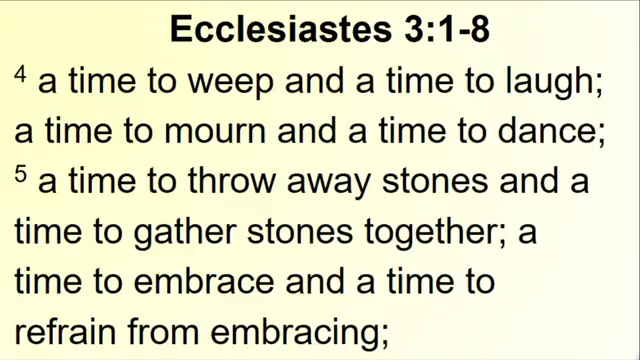 Ecclesiastes 3:1-8
⁴ a time to weep and a time to laugh;
a time to mourn and a time to dance;
⁵ a time to throw away stones and a
time to gather stones together; a
time to embrace and a time to
refrain from embracing;